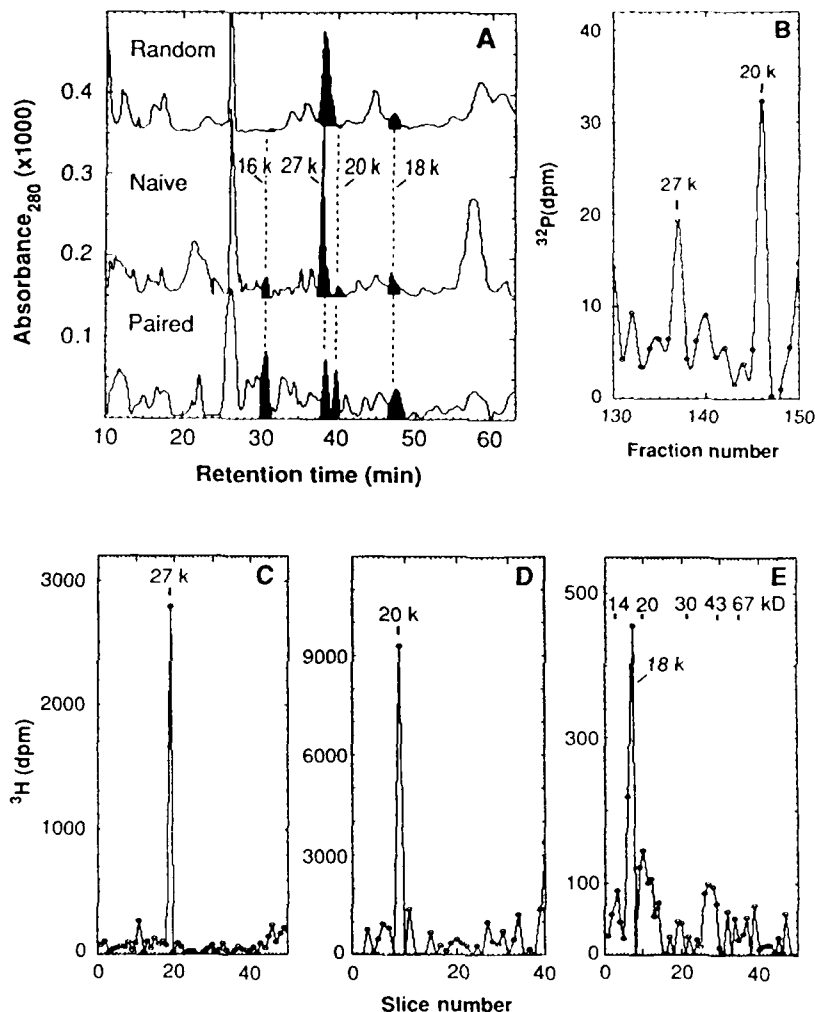 A
Random
Naive
Paired
16 k
27 k
20 k
18 k
0.4
0.3
0.2
0.1
Absorbance280 (x1000)
10 20 30 40 50 60
Retention time (min)
B
20 k
27 k
40
30
20
10
0
32P(dpm)
130 140 150
Fraction number
C
27 k
3000
2000
1000
0
3H (dpm)
0 20 40
D
20 k
9000
6000
3000
0
0 20 40
Slice number
E
14 20 30 43 67 kD
18 k
500
300
100
0
0 20 40